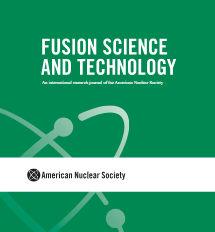 FUSION SCIENCE
AND TECHNOLOGY
An international research journal of the American Nuclear Society
American Nuclear Society